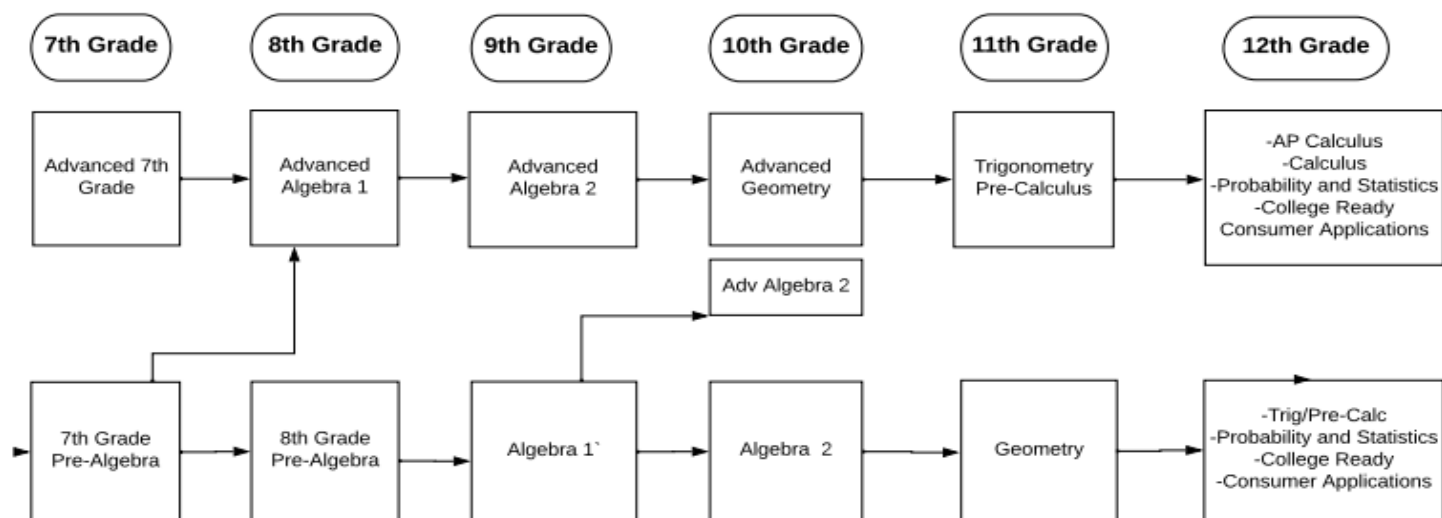 7th Grade
8th Grade
9th Grade
10th Grade
11th Grade
12th Grade
Advanced 7th
Grade
Advanced
Algebra 1
Advanced
Algebra 2
Advanced
Geometry
Trigonometry
Pre-Calculus
-AP Calculus
-Calculus
-Probability and Statistics
-College Ready
Consumer Applications
Adv Algebra 2
7th Grade
Pre-Algebra
8th Grade
Pre-Algebra
Algebra 1`
Algebra 2
Geometry
-Trig/Pre-Calc
-Probability and Statistics
-College Ready
-Consumer Applications